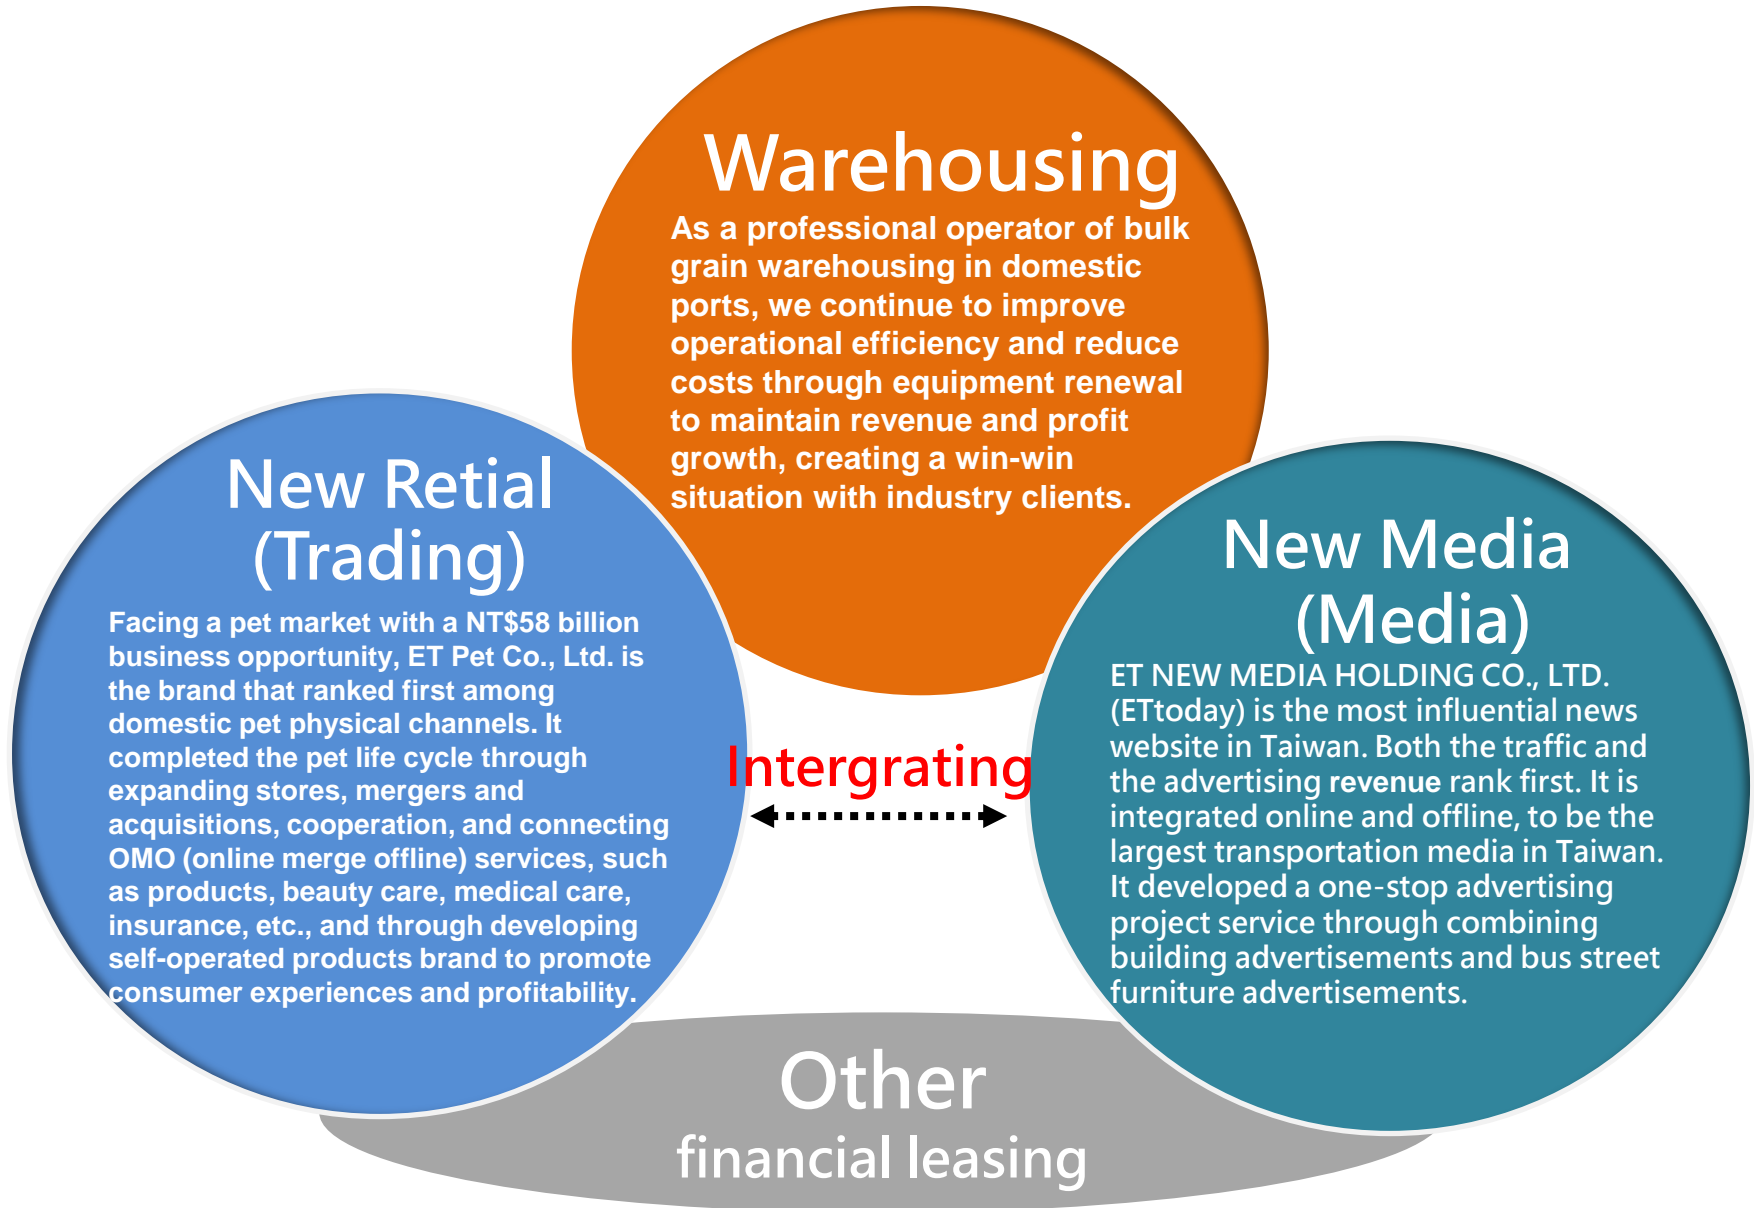 Warehousing
As a professional operator of bulk
grain warehousing in domestic
ports, we continue to improve
operational efficiency and reduce
costs through equipment renewal
to maintain revenue and profit
growth, creating a win-win
situation with industry clients.
New Retial
(Trading)
Facing a pet market with a NT$58 billion
business opportunity, ET Pet Co., Ltd. is
the brand that ranked first among
domestic pet physical channels. It
completed the pet life cycle through
expanding stores, mergers and
acquisitions, cooperation, and connecting
OMO (online merge offline) services, such
as products, beauty care, medical care,
insurance, etc., and through developing
self-operated products brand to promote
consumer experiences and profitability.
Intergrating
New Media
(Media)
ET NEW MEDIA HOLDING CO., LTD.
(ETtoday) is the most influential news
website in Taiwan. Both the traffic and
the advertising revenue rank first. It is
integrated online and offline, to be the
largest transportation media in Taiwan.
It developed a one-stop advertising
project service through combining
building advertisements and bus street
furniture advertisements.
Other
financial leasing